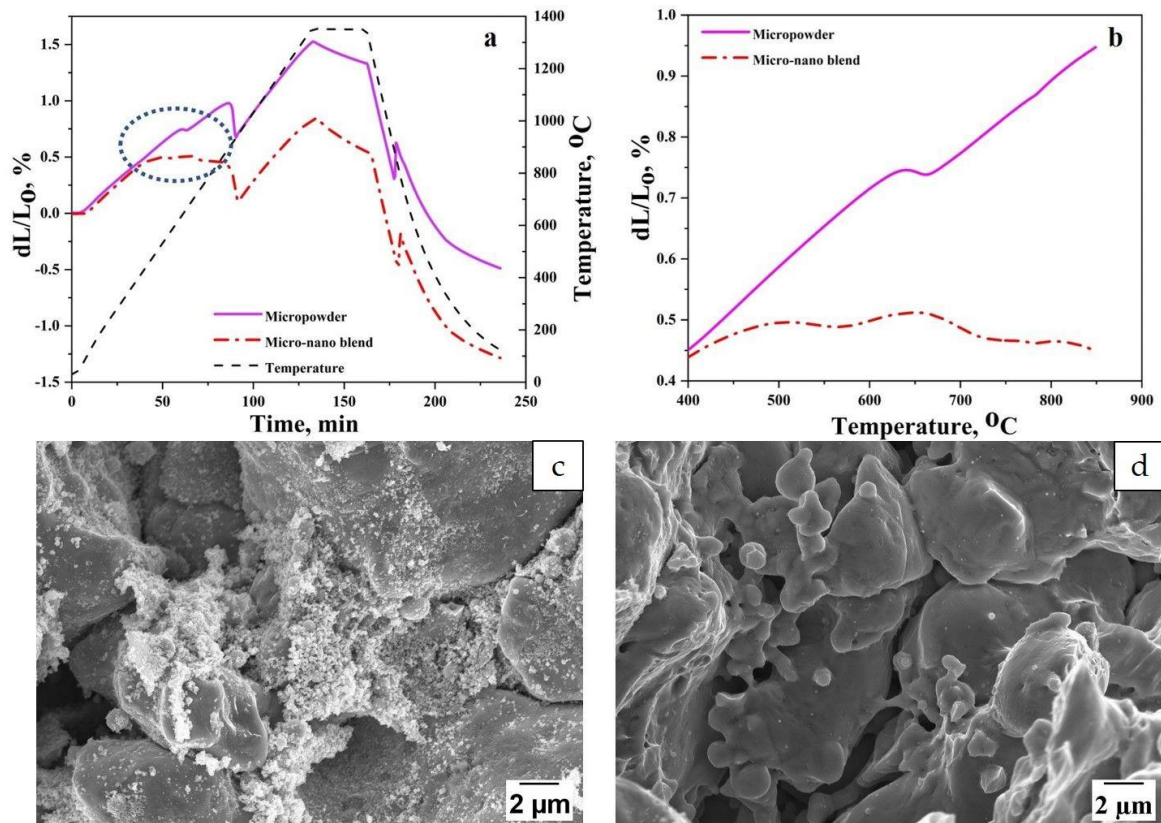 a
1.5
1.0
0.5
0.0
-0.5
-1.0
-1.5
dL/LO, %
0
50
100
150
200
250
Time, min
1400
1200
1000
800
600
400
200
0
Temperature, OC
Micropowder
Micro-nano blend
Temperature
b
Micropowder
Micro-nano blend
1.0
0.9
0.8
0.7
0.6
0.5
0.4
dL/LO, %
400
500
600
700
800
900
Temperature, OC
c
2 µm
d
2 µm